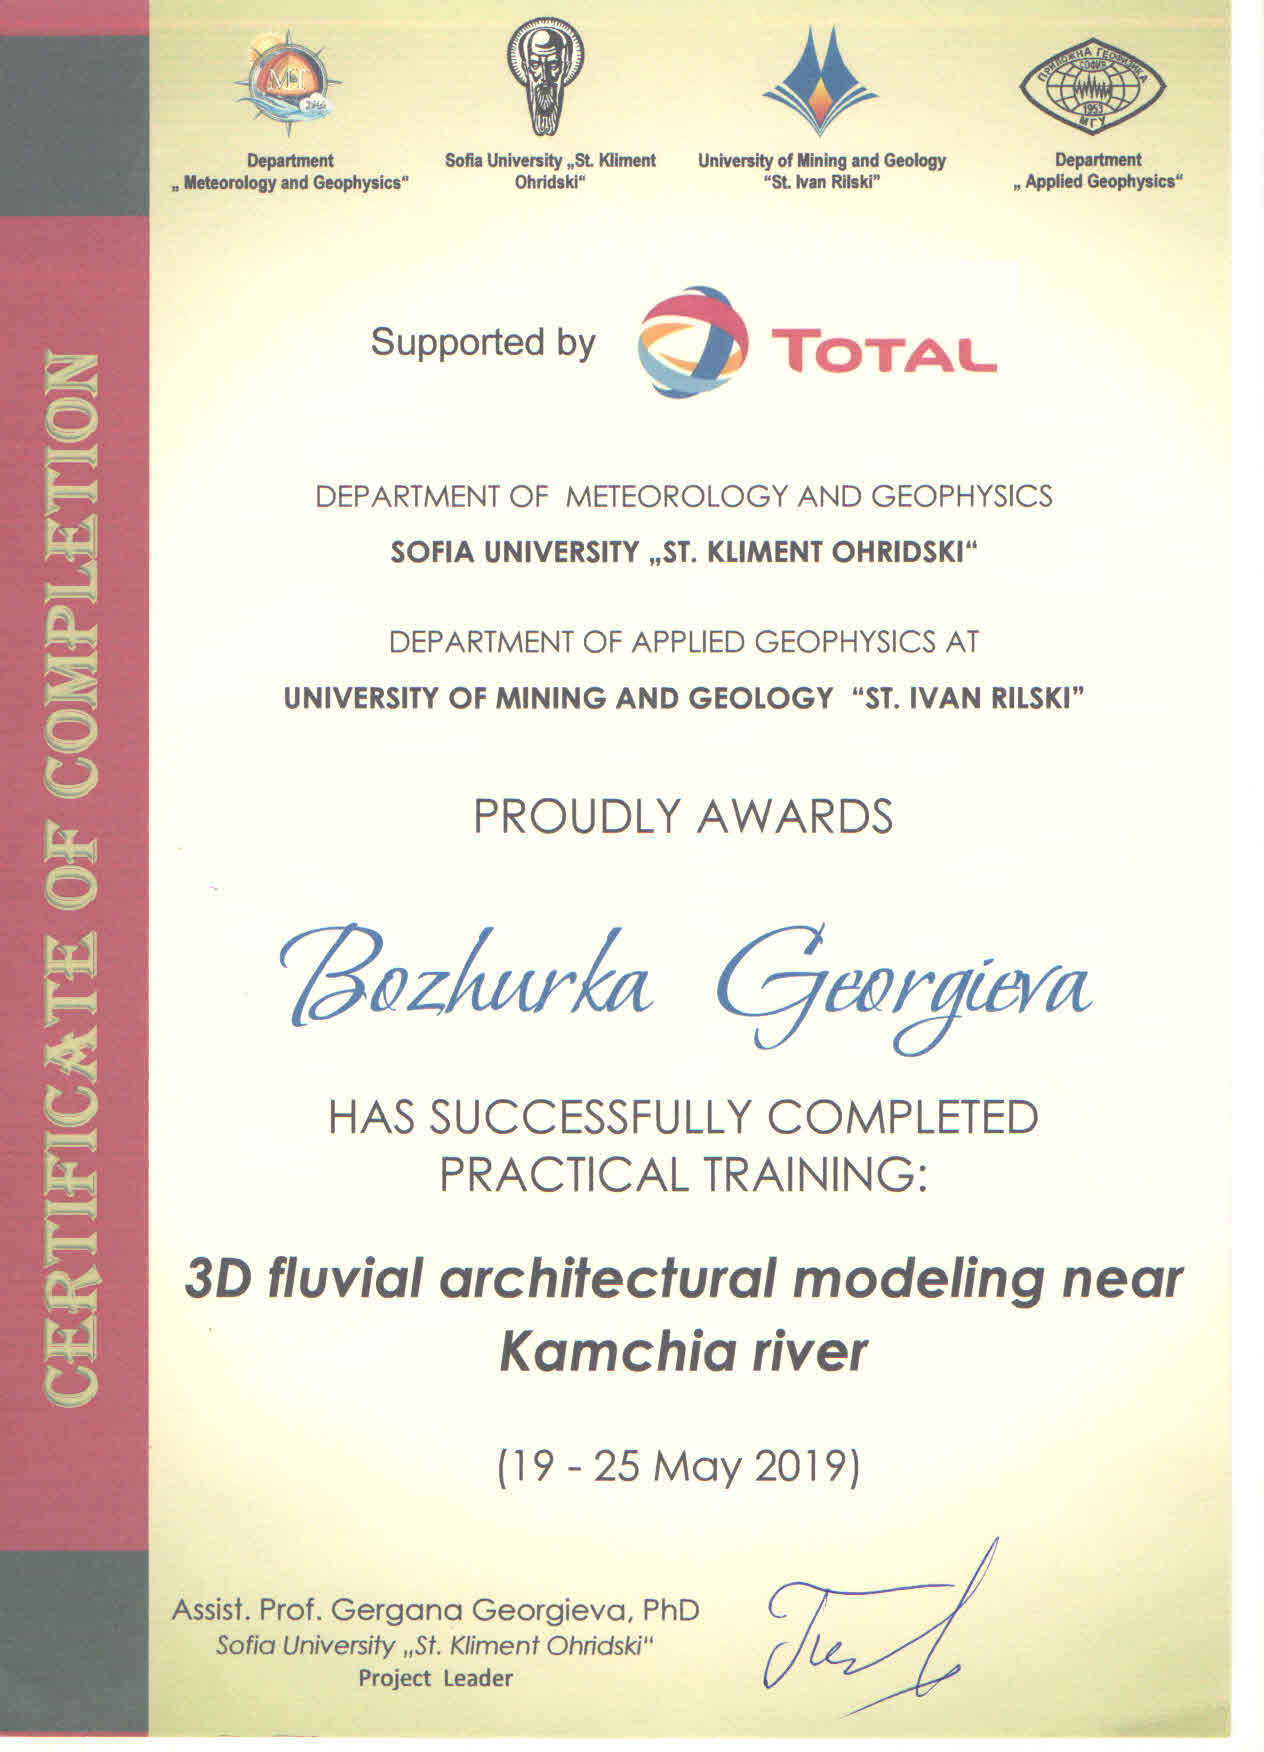 Department
„ Meteorology and Geophysics“
Sofia University „St. Kliment
Ohridski“
University of Mining and Geology
“St. Ivan Rilski”
ПРИЛОЖНА ГЕОФИЗИКА
СОФИЯ
1953
МГУ
Department
„ Applied Geophysics“
Supported by
TOTAL
CERTIFICATE OF COMPLETION
DEPARTMENT OF METEOROLOGY AND GEOPHYSICS
SOFIA UNIVERSITY „ST. KLIMENT OHRIDSKI“
DEPARTMENT OF APPLIED GEOPHYSICS AT
UNIVERSITY OF MINING AND GEOLOGY “ST. IVAN RILSKI”
PROUDLY AWARDS
Bozhurka Georgieva
HAS SUCCESSFULLY COMPLETED
PRACTICAL TRAINING:
3D fluvial architectural modeling near
Kamchia river
(19 - 25 May 2019)
Assist. Prof. Gergana Georgieva, PhD
Sofia University „St. Kliment Ohridski“
Project Leader